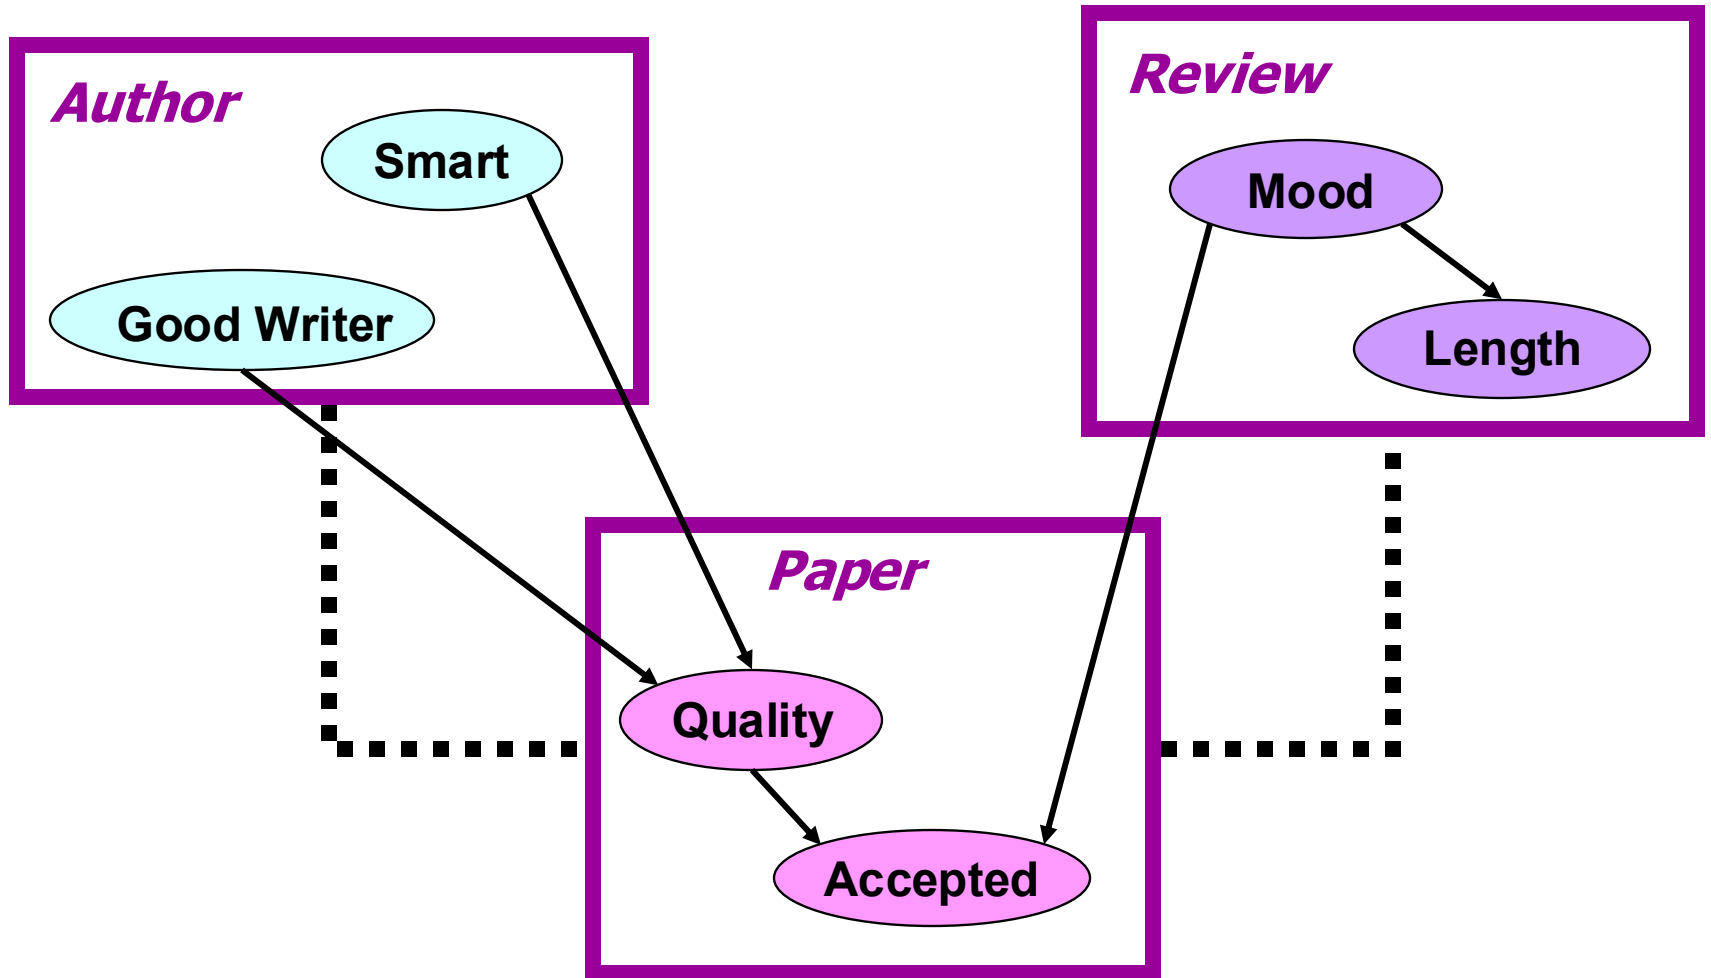 Author
Smart
Good Writer
Review
Mood
Length
Paper
Quality
Accepted